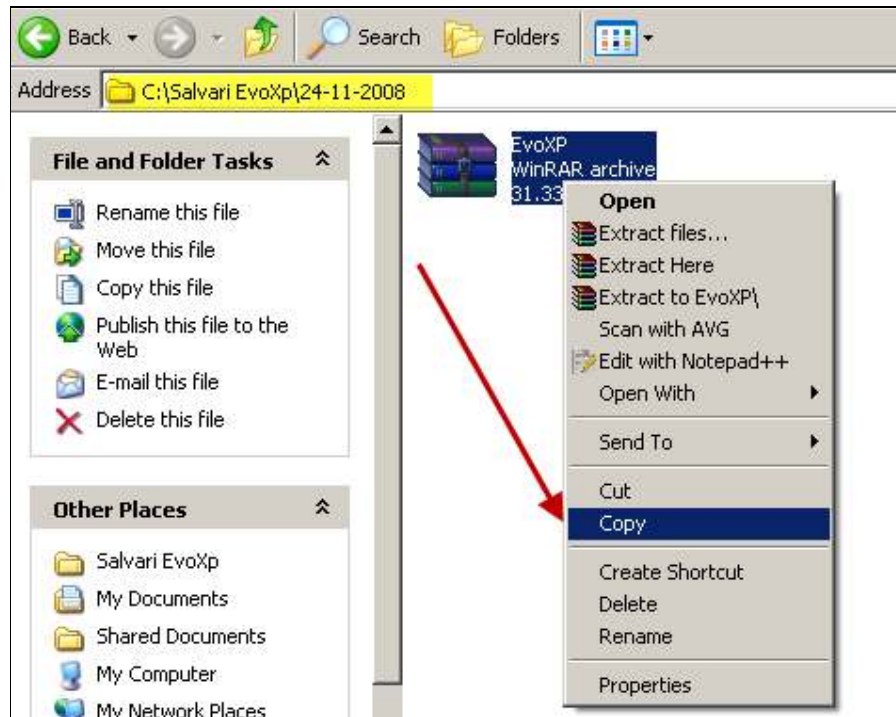 Back Search Folders
Address C:\Salvari EvoXp\24-11-2008
File and Folder Tasks
Rename this file
Move this file
Copy this file
Publish this file to the
Web
E-mail this file
Delete this file
Other Places
Salvari EvoXp
My Documents
Shared Documents
My Computer
My Network Places
EvoXP
WinRAR archive
31.33
Open
Extract files...
Extract Here
Extract to EvoXP\
Scan with AVG
Edit with Notepad++
Open With
Send To
Cut
Copy
Create Shortcut
Delete
Rename
Properties